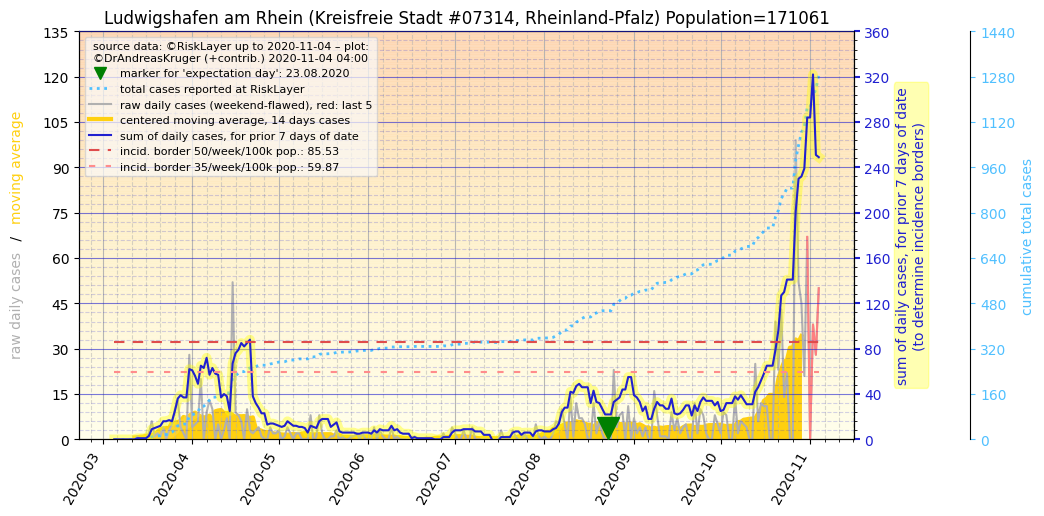 Ludwigshafen am Rhein (Kreisfreie Stadt #07314, Rheinland-Pfalz) Population=171061
source data: ©RiskLayer up to 2020-11-04 – plot:
©DrAndreasKruger (+contrib.) 2020-11-04 04:00
marker for 'expectation day': 23.08.2020
total cases reported at RiskLayer
raw daily cases (weekend-flawed), red: last 5
centered moving average, 14 days cases
sum of daily cases, for prior 7 days of date
incid. border 50/week/100k pop.: 85.53
incid. border 35/week/100k pop.: 59.87
raw daily cases / moving average
135
120
105
90
75
60
45
30
15
0
2020-03
2020-04
2020-05
2020-06
2020-07
2020-08
2020-09
2020-10
2020-11
360
320
280
240
200
160
120
80
40
0
sum of daily cases, for prior 7 days of date
(to determine incidence borders)
1440
1280
1120
960
800
640
480
320
160
0
cumulative total cases